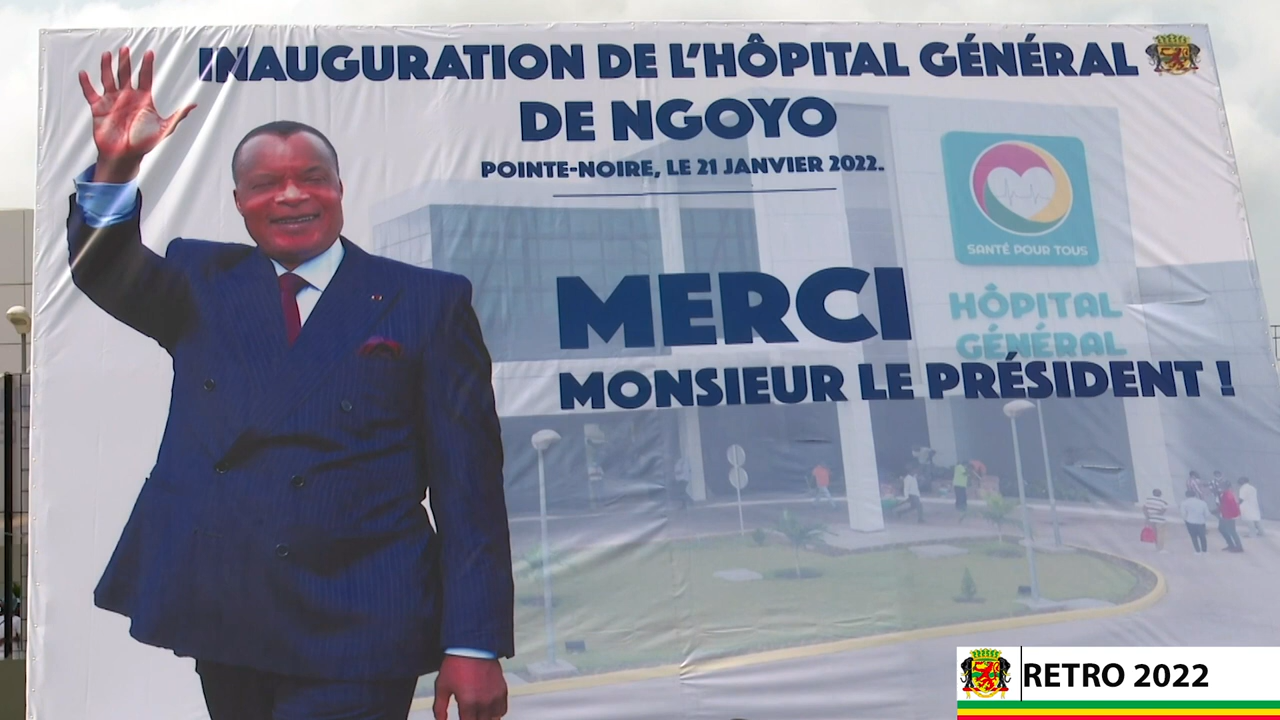 INAUGURATION DE L'HÔPITAL GÉNÉRAL
DE NGOYO
POINTE-NOIRE, LE 21 JANVIER 2022.
SANTÉ POUR TOUS
HÔPITAL
GÉNÉRAL
MERCI
MONSIEUR LE PRÉSIDENT !
RETRO 2022